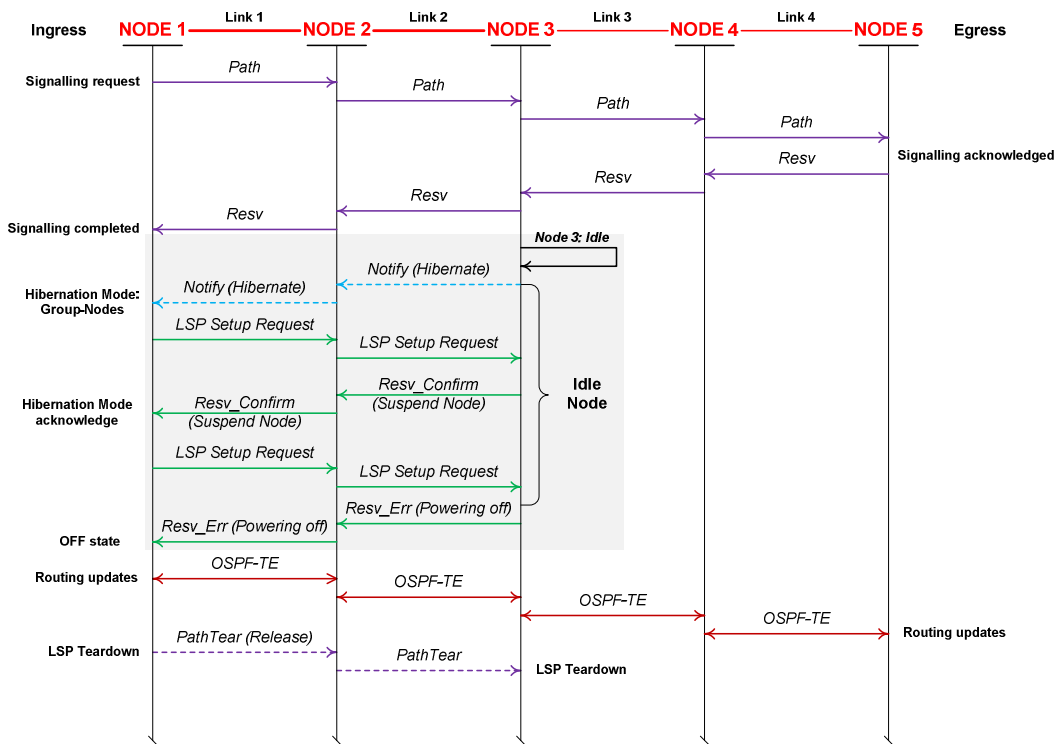 Link 1
Link 2
Link 3
Link 4
Ingress
NODE 1
NODE 2
NODE 3
NODE 4
NODE 5
Egress
Signalling request
Path
Path
Path
Path
Signalling acknowledged
Resv
Resv
Resv
Resv
Signalling completed
Node 3: Idle
Notify (Hibernate)
Notify (Hibernate)
Hibernation Mode:
Group-Nodes
LSP Setup Request
LSP Setup Request
Idle
Node
Resv_Confirm
(Suspend Node)
Resv_Confirm
(Suspend Node)
Hibernation Mode
acknowledge
LSP Setup Request
LSP Setup Request
Resv_Err (Powering off)
Resv_Err (Powering off)
OFF state
OSPF-TE
Routing updates
OSPF-TE
OSPF-TE
OSPF-TE
Routing updates
PathTear (Release)
LSP Teardown
PathTear
LSP Teardown